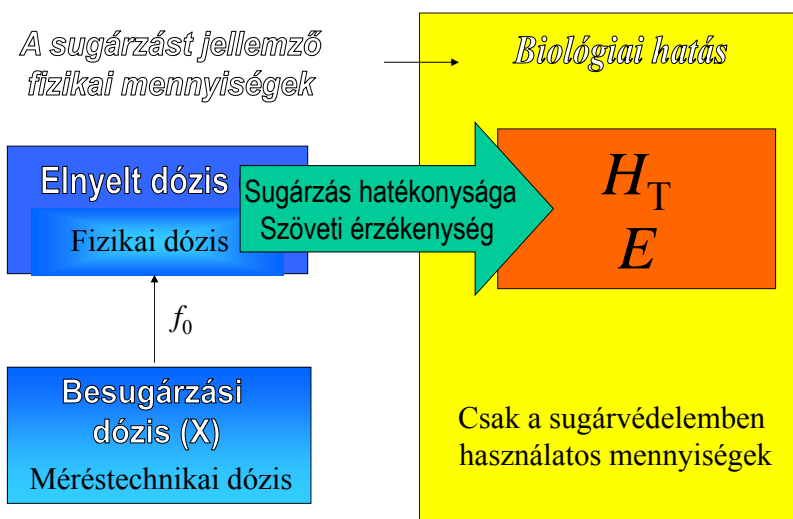 A sugárzást jellemző
fizikai mennyiségek
Biológiai hatás
Elnyelt dózis
Fizikai dózis
Sugárzás hatékonysága
Szöveti érzékenység
H_T
E
f_0
Besugárzási
dózis (X)
Méréstechnikai dózis
Csak a sugárvédelemben
használatos mennyiségek